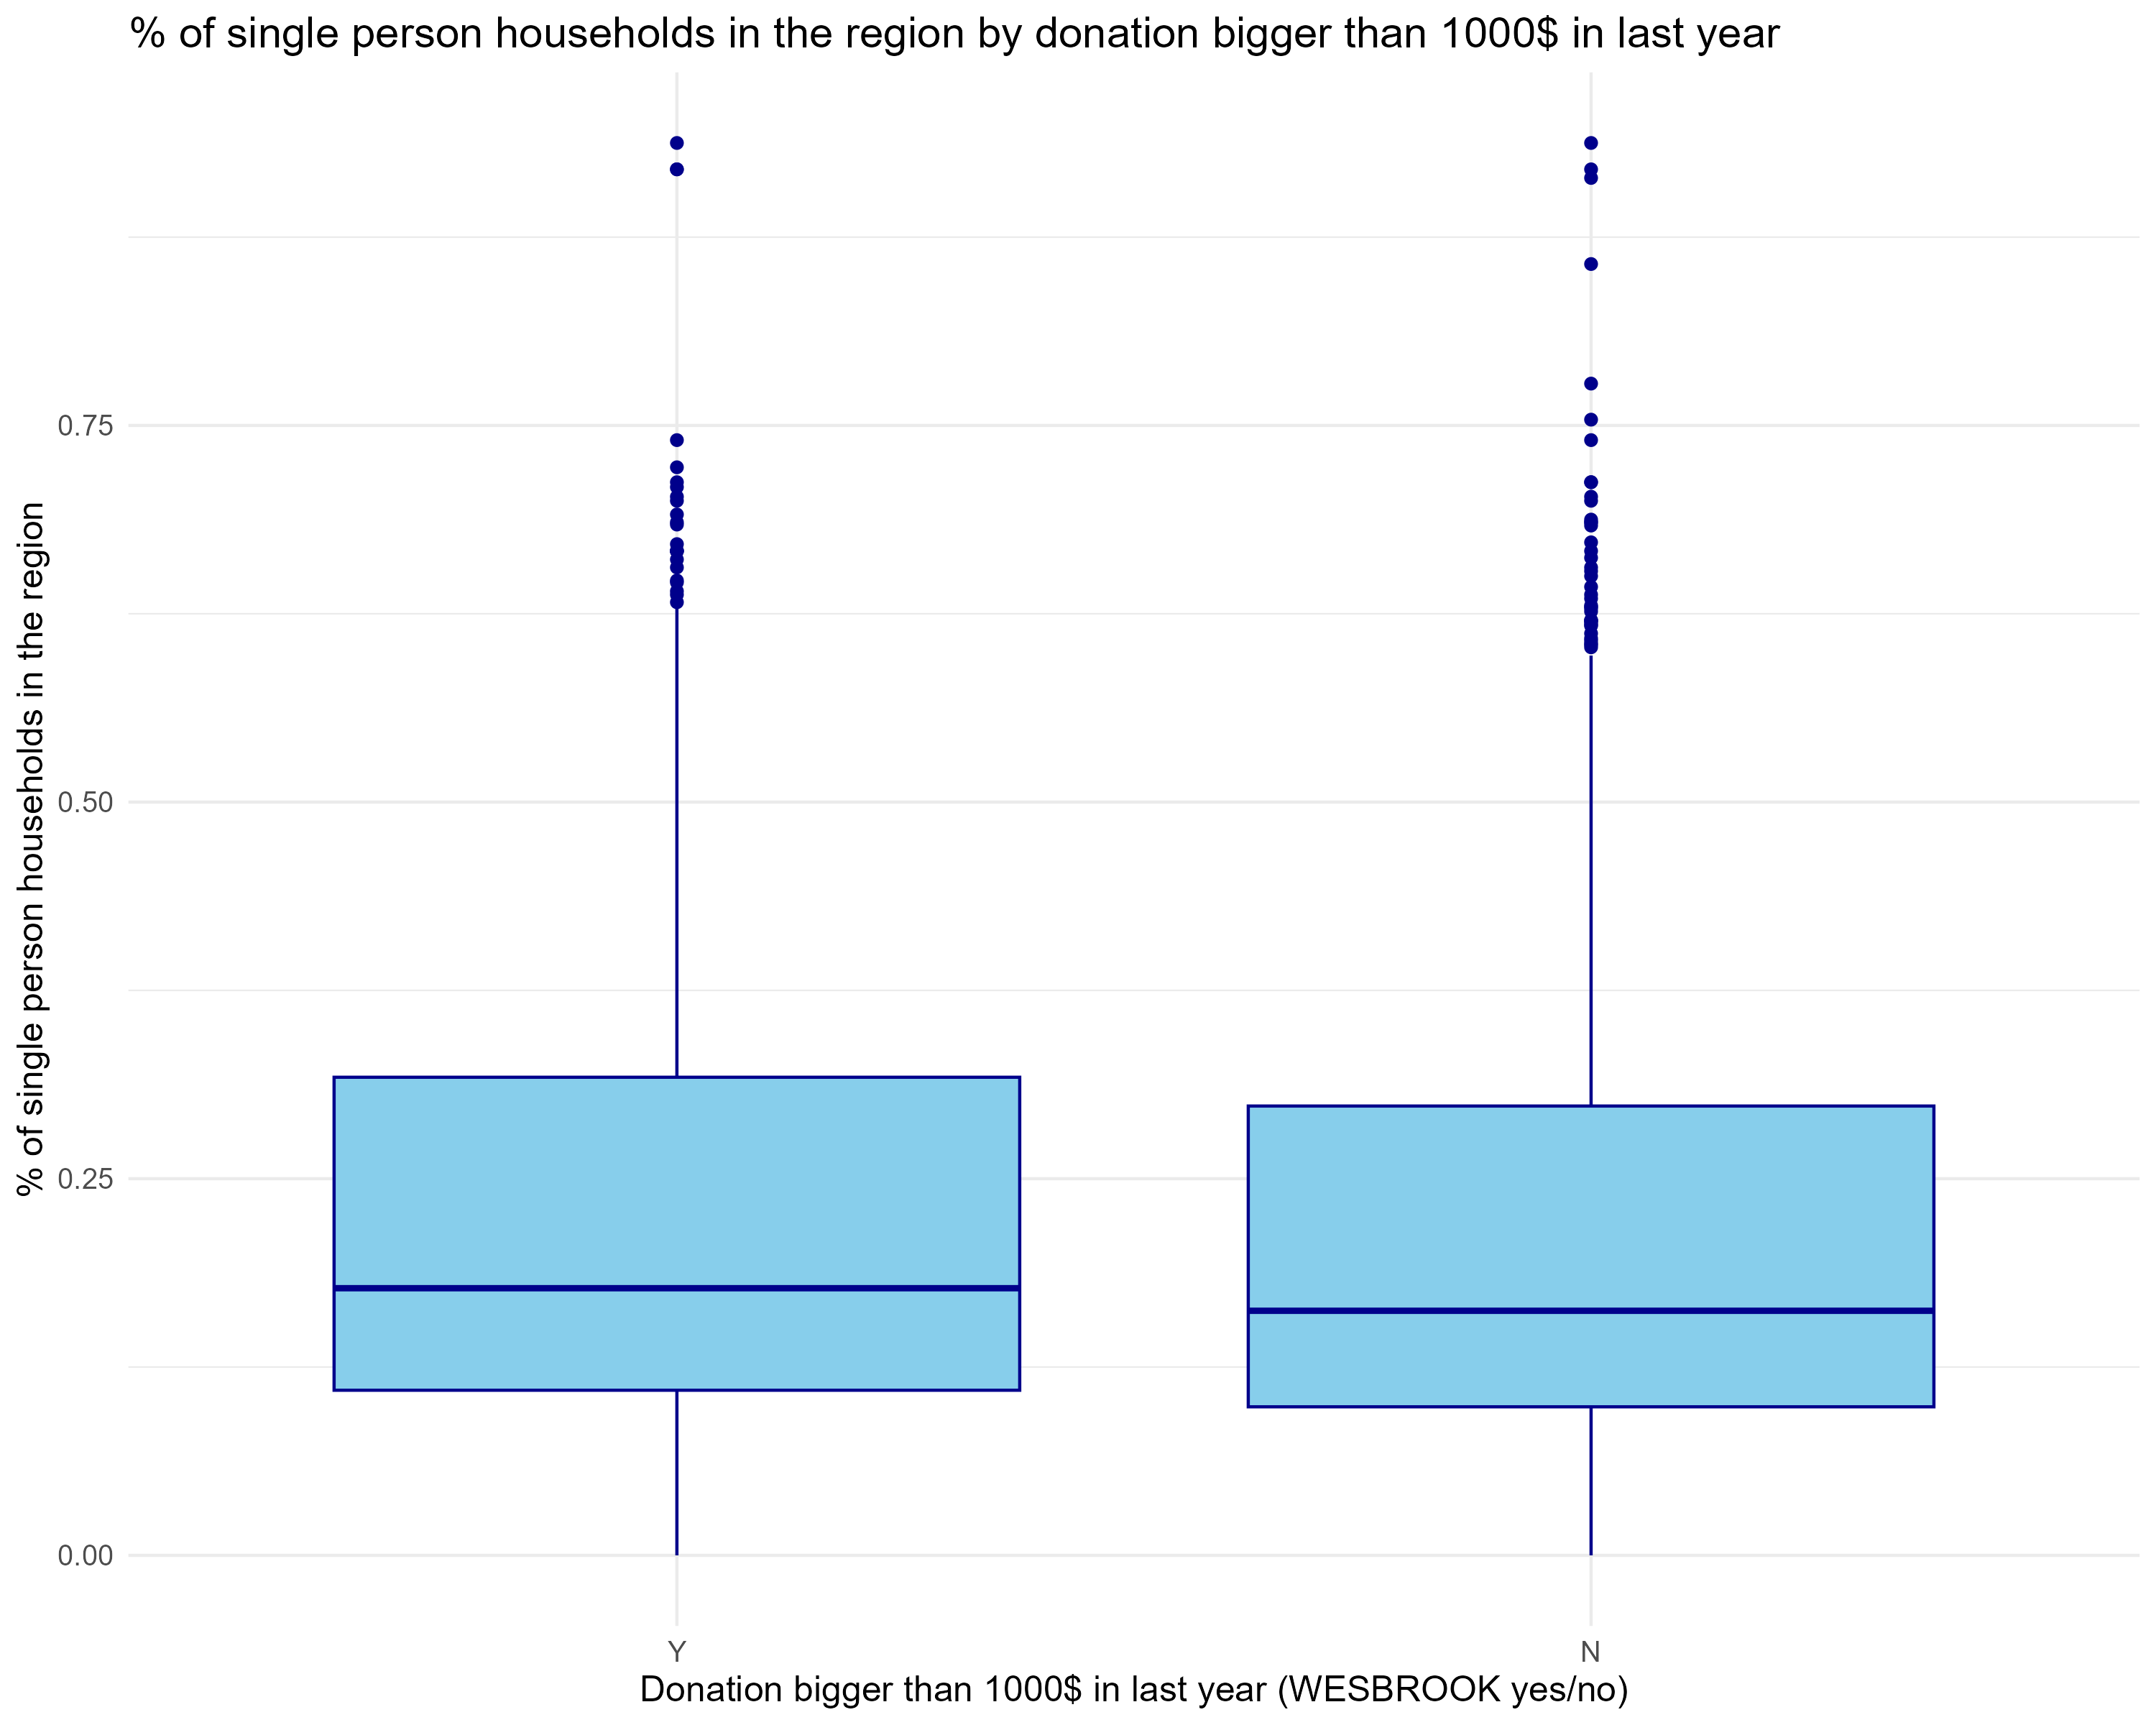 % of single person households in the region by donation bigger than 1000$ in last year
% of single person households in the region
0.75
0.50
0.25
0.00
Y
N
Donation bigger than 1000$ in last year (WESBROOK yes/no)